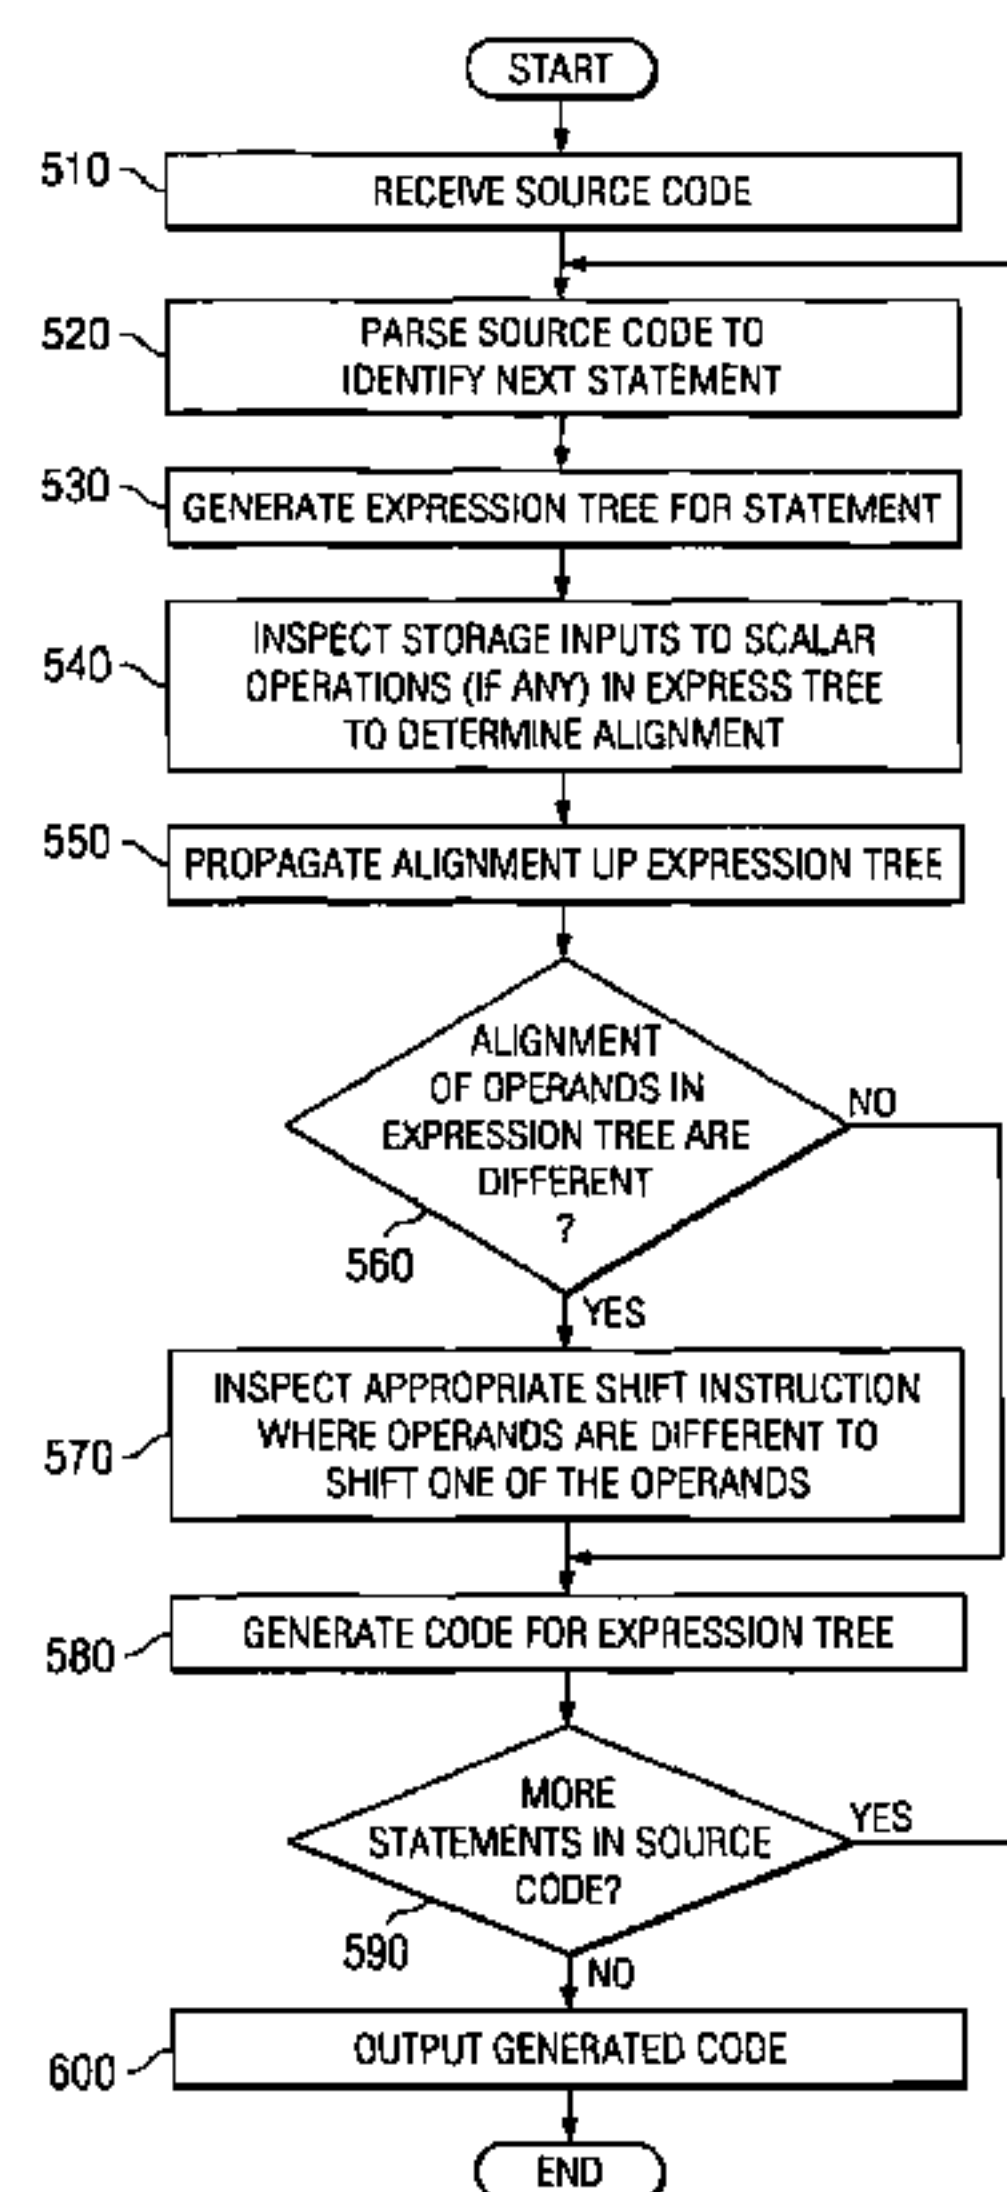 START
510
RECEIVE SOURCE CODE
520
PARSE SOURCE CODE TO
IDENTIFY NEXT STATEMENT
530
GENERATE EXPRESSION TREE FOR STATEMENT
540
INSPECT STORAGE INPUTS TO SCALAR
OPERATIONS (IF ANY) IN EXPRESS TREE
TO DETERMINE ALIGNMENT
550
PROPAGATE ALIGNMENT UP EXPRESSION TREE
ALIGNMENT
OF OPERANDS IN
EXPRESSION TREE ARE
DIFFERENT
?
NO
560
YES
570
INSPECT APPROPRIATE SHIFT INSTRUCTION
WHERE OPERANDS ARE DIFFERENT TO
SHIFT ONE OF THE OPERANDS
580
GENERATE CODE FOR EXPRESSION TREE
MORE
STATEMENTS IN SOURCE
CODE?
YES
590
NO
600
OUTPUT GENERATED CODE
END